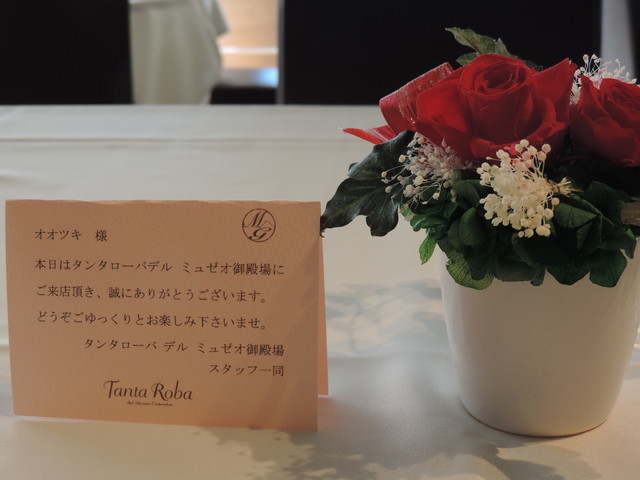 MG
オオツキ 様
本日はタンタローバデル ミュゼオ御殿場に
ご来店頂き、誠にありがとうございます。
どうぞごゆっくりとお楽しみ下さいませ。
タンタローバ デル ミュゼオ御殿場
スタッフ一同
Tanta Roba